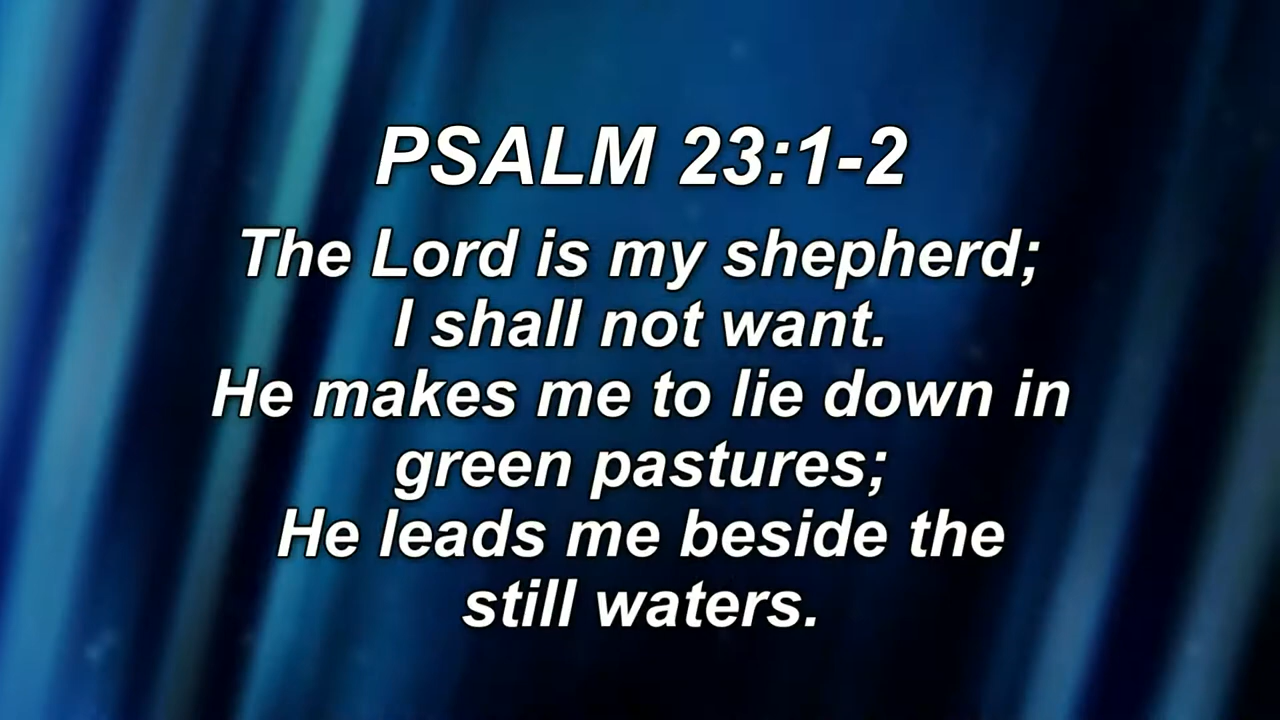 PSALM 23:1-2
The Lord is my shepherd;
I shall not want.
He makes me to lie down in
green pastures;
He leads me beside the
still waters.